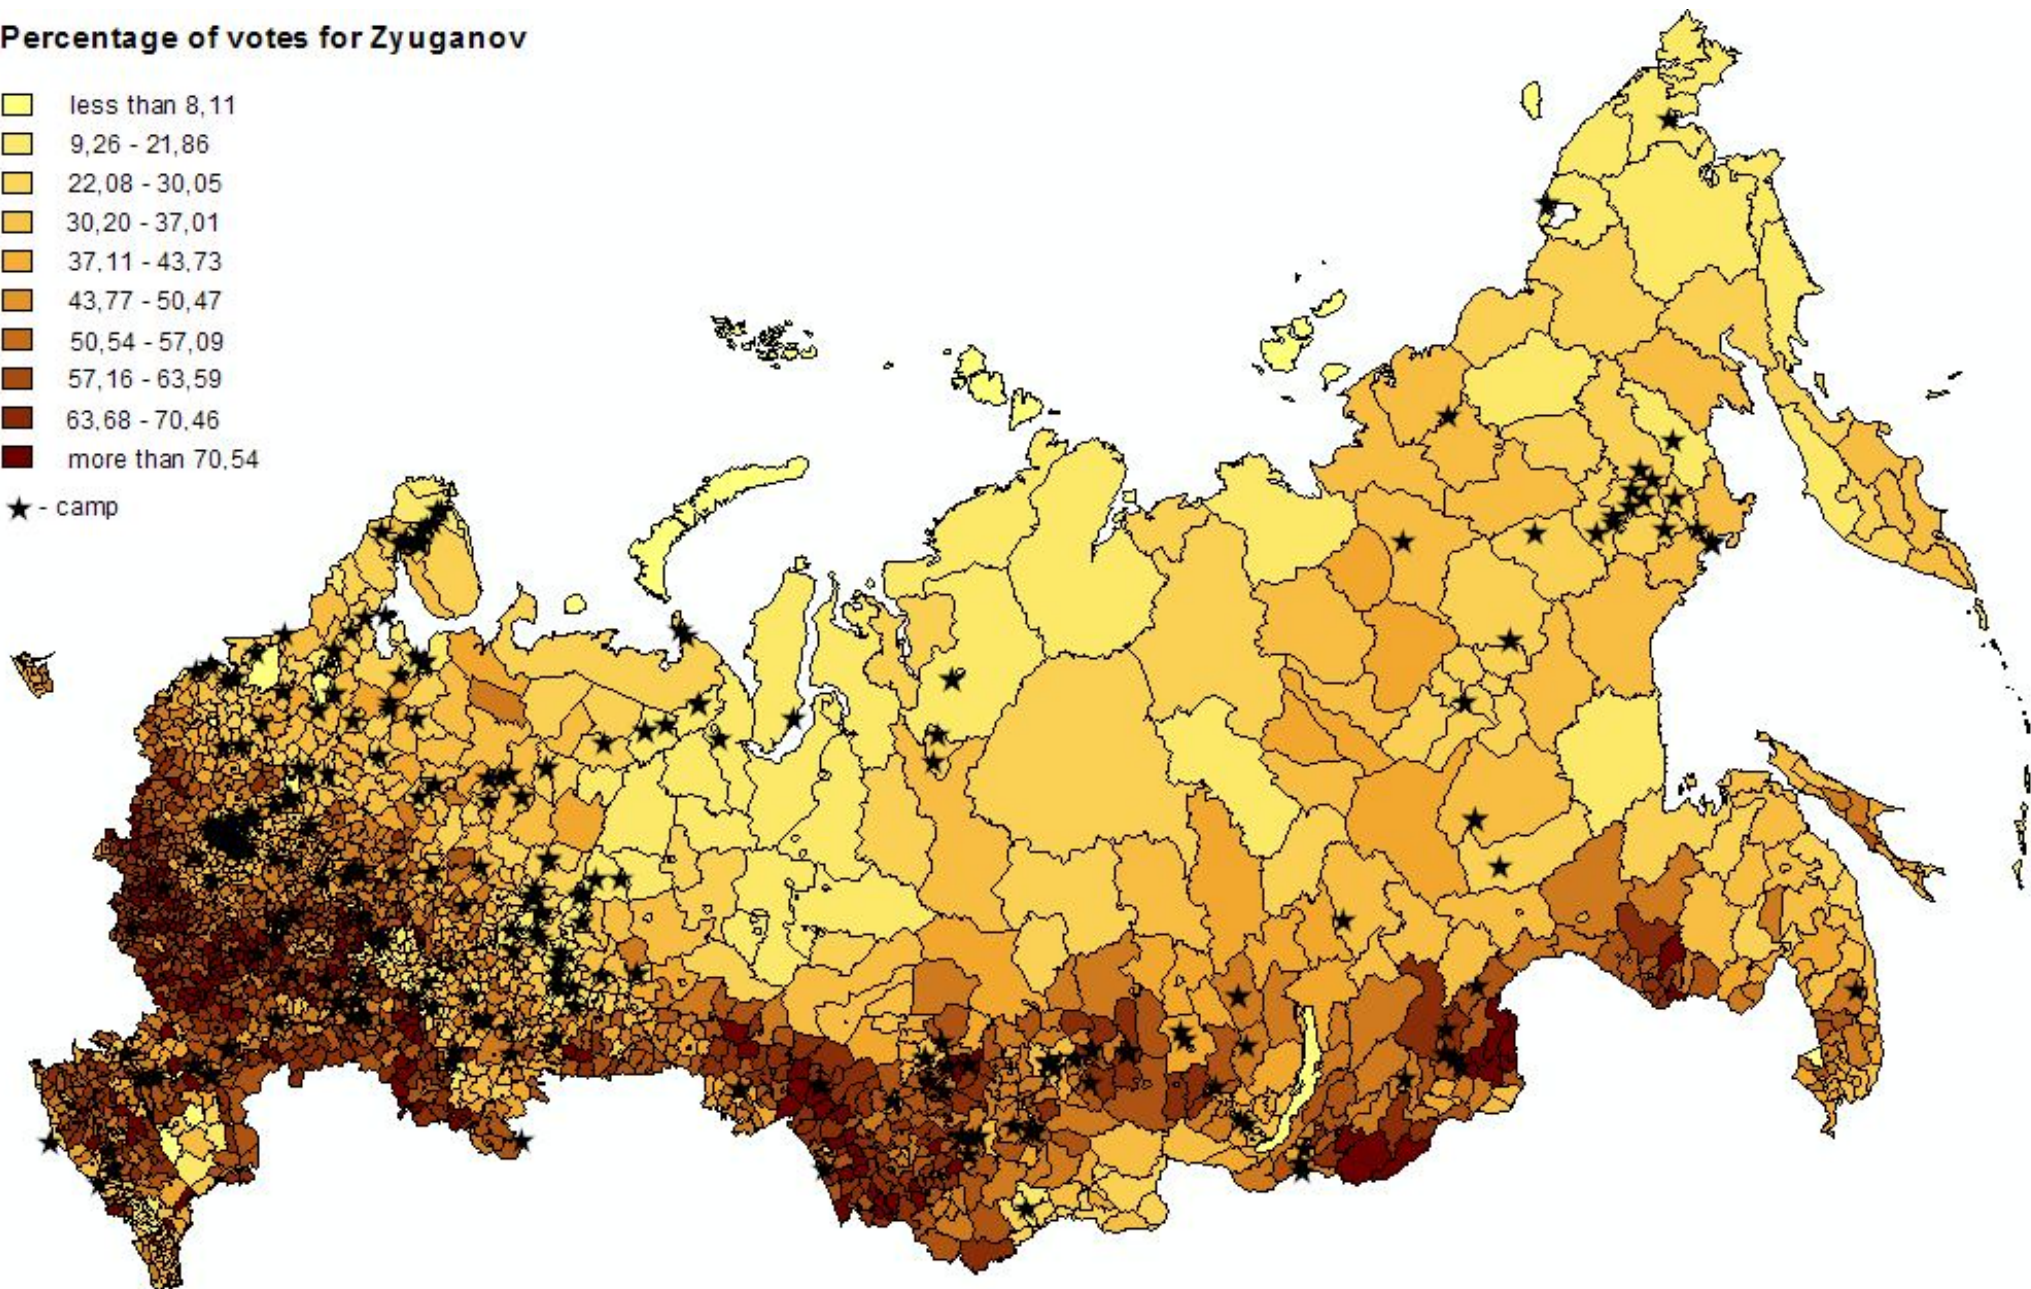 Percentage of votes for Zyuganov
less than 8,11
9,26 - 21,86
22,08 - 30,05
30,20 - 37,01
37,11 - 43,73
43,77 - 50,47
50,54 - 57,09
57,16 - 63,59
63,68 - 70,46
more than 70,54
- camp